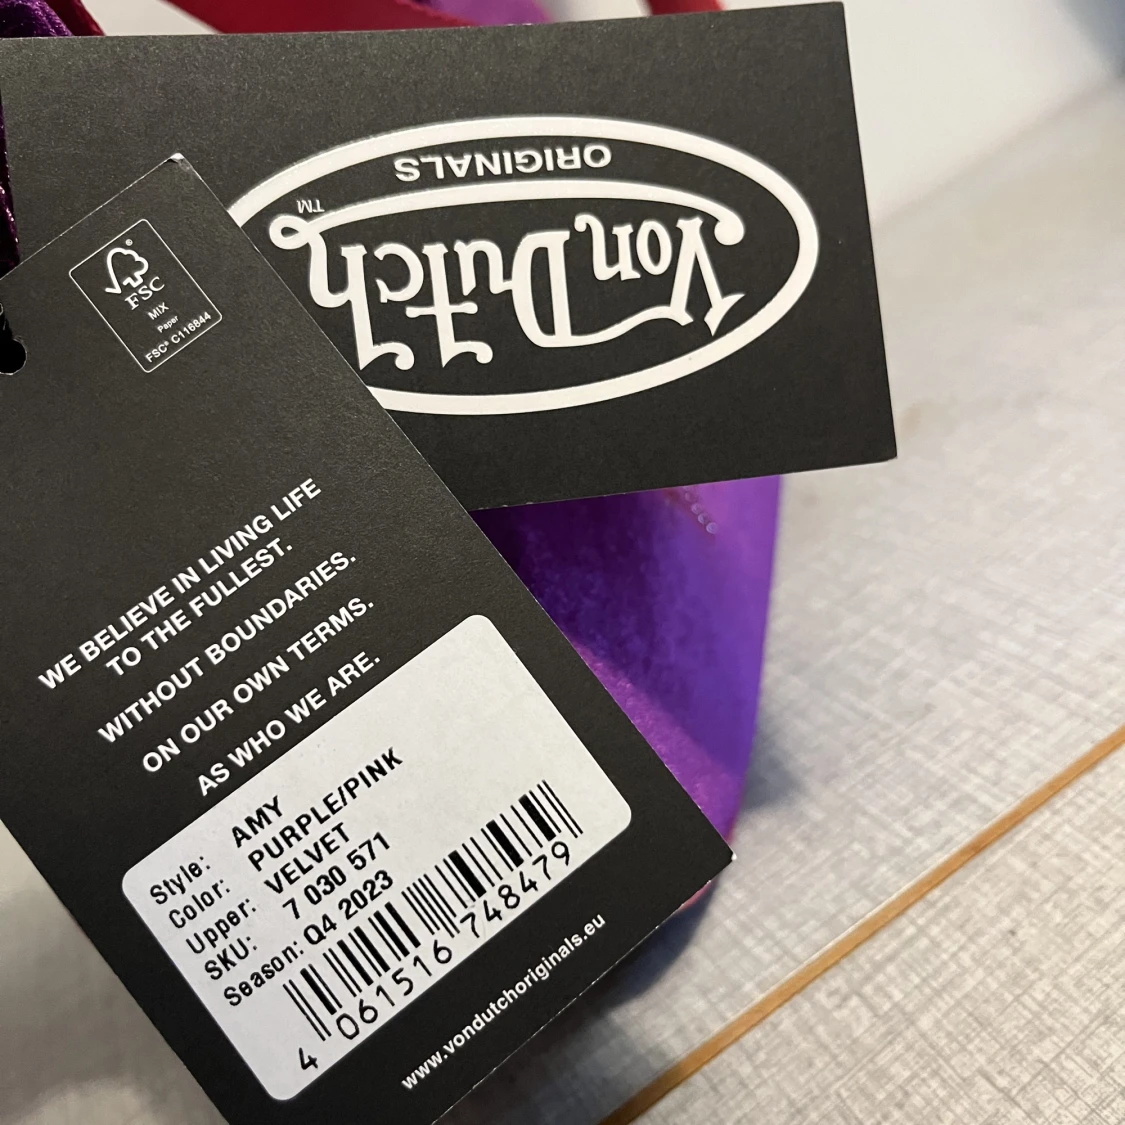 ORIGINALS
Von Dutch
TM
FSC
MIX
Paper
FSC® C116844
WE BELIEVE IN LIVING LIFE
TO THE FULLEST.
WITHOUT BOUNDARIES.
ON OUR OWN TERMS.
AS WHO WE ARE.
Style: AMY
Color: PURPLE/PINK
Upper: VELVET
SKU: 7 030 571
Season: Q4 2023
4 061516 748479
www.vondutchoriginals.eu